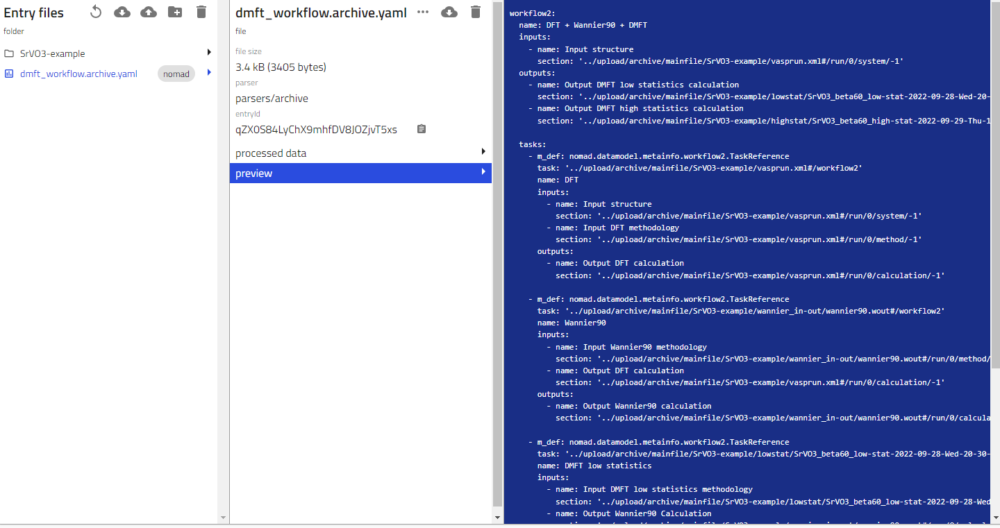 Entry files
folder
SrVO3-example
dmft_workflow.archive.yaml nomad
dmft_workflow.archive.yaml
file
file size
3.4 kB (3405 bytes)
parser
parsers/archive
entryId
qZX0S84LyChX9mhfDV8JOZjvT5xs
processed data
preview
workflow2:
name: DFT + Wannier90 + DMFT
inputs:
- name: Input structure
section: '../upload/archive/mainfile/SrVO3-example/vasprun.xml#/run/0/system/-1'
outputs:
- name: Output DMFT low statistics calculation
section: '../upload/archive/mainfile/SrVO3-example/lowstat/SrVO3_beta60_low-stat-2022-09-28-Wed-20-
- name: Output DMFT high statistics calculation
section: '../upload/archive/mainfile/SrVO3-example/highstat/SrVO3_beta60_high-stat-2022-09-29-Thu-1
tasks:
- m_def: nomad.datamodel.metainfo.workflow2.TaskReference
task: '../upload/archive/mainfile/SrVO3-example/vasprun.xml#/workflow2'
name: DFT
inputs:
- name: Input structure
section: '../upload/archive/mainfile/SrVO3-example/vasprun.xml#/run/0/system/-1'
- name: Input DFT methodology
section: '../upload/archive/mainfile/SrVO3-example/vasprun.xml#/run/0/method/-1'
outputs:
- name: Output DFT calculation
section: '../upload/archive/mainfile/SrVO3-example/vasprun.xml#/run/0/calculation/-1'
- m_def: nomad.datamodel.metainfo.workflow2.TaskReference
task: '../upload/archive/mainfile/SrVO3-example/wannier_in-out/wannier90.wout#/workflow2'
name: Wannier90
inputs:
- name: Input Wannier90 methodology
section: '../upload/archive/mainfile/SrVO3-example/wannier_in-out/wannier90.wout#/run/0/method/
- name: Output DFT calculation
section: '../upload/archive/mainfile/SrVO3-example/vasprun.xml#/run/0/calculation/-1'
outputs:
- name: Output Wannier90 calculation
section: '../upload/archive/mainfile/SrVO3-example/wannier_in-out/wannier90.wout#/run/0/calcula
- m_def: nomad.datamodel.metainfo.workflow2.TaskReference
task: '../upload/archive/mainfile/SrVO3-example/lowstat/SrVO3_beta60_low-stat-2022-09-28-Wed-20-30-
name: DMFT low statistics
inputs:
- name: Input DMFT low statistics methodology
section: '../upload/archive/mainfile/SrVO3-example/lowstat/SrVO3_beta60_low-stat-2022-09-28-Wed
- name: Output Wannier90 Calculation